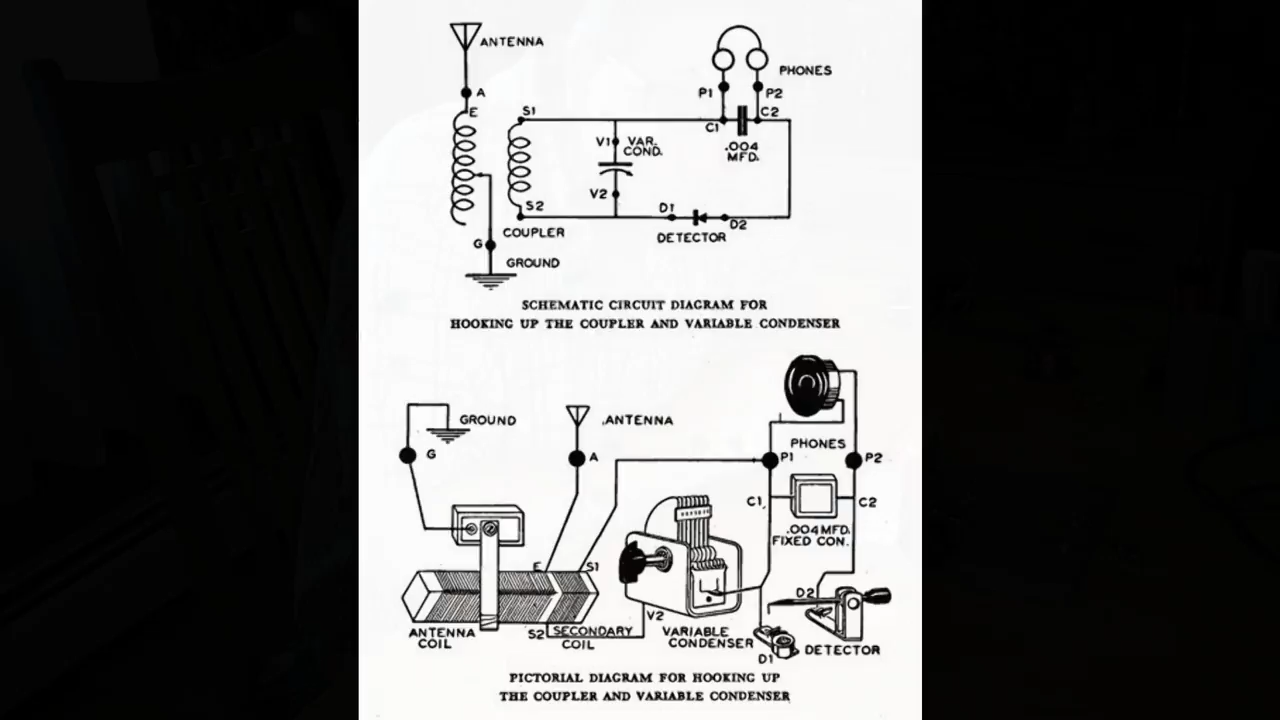 ANTENNA
PHONES
A
P1
P2
E
S1
C1
C2
V1
VAR.
COND.
.004
MFD.
V2
S2
D1
D2
COUPLER
G
DETECTOR
GROUND
SCHEMATIC CIRCUIT DIAGRAM FOR
HOOKING UP THE COUPLER AND VARIABLE CONDENSER
GROUND
ANTENNA
PHONES
G
A
P1
P2
C1
C2
.004 MFD.
FIXED CON.
E
S1
D2
V2
ANTENNA
COIL
S2
SECONDARY
COIL
VARIABLE
CONDENSER
D1
DETECTOR
PICTORIAL DIAGRAM FOR HOOKING UP
THE COUPLER AND VARIABLE CONDENSER